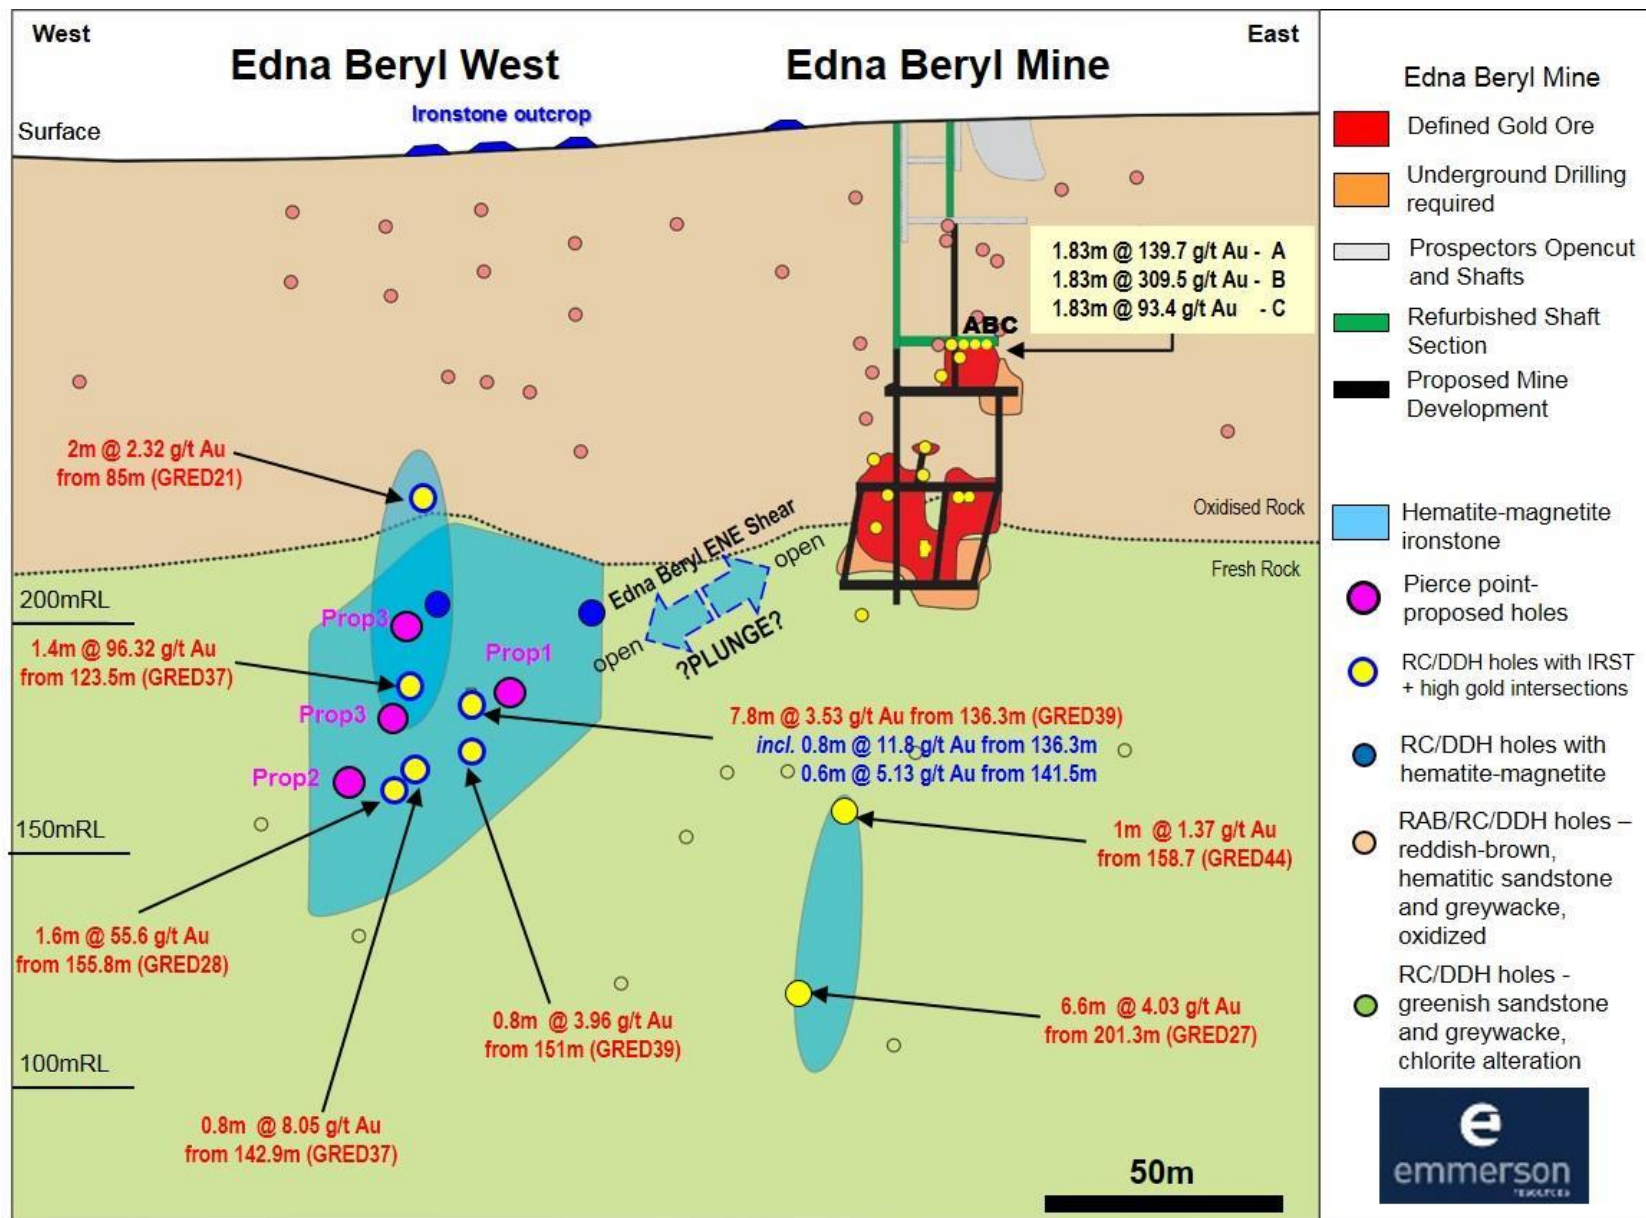 West
East
Edna Beryl West
Edna Beryl Mine
Ironstone outcrop
Surface
1.83m @ 139.7 g/t Au - A
1.83m @ 309.5 g/t Au - B
1.83m @ 93.4 g/t Au - C
ABC
2m @ 2.32 g/t Au
from 85m (GRED21)
Oxidised Rock
Fresh Rock
Edna Beryl ENE Shear
open
open
?PLUNGE?
200mRL
Prop3
Prop1
1.4m @ 96.32 g/t Au
from 123.5m (GRED37)
Prop3
7.8m @ 3.53 g/t Au from 136.3m (GRED39)
incl. 0.8m @ 11.8 g/t Au from 136.3m
0.6m @ 5.13 g/t Au from 141.5m
Prop2
150mRL
1m @ 1.37 g/t Au
from 158.7 (GRED44)
1.6m @ 55.6 g/t Au
from 155.8m (GRED28)
0.8m @ 3.96 g/t Au
from 151m (GRED39)
6.6m @ 4.03 g/t Au
from 201.3m (GRED27)
100mRL
0.8m @ 8.05 g/t Au
from 142.9m (GRED37)
50m
Edna Beryl Mine
Defined Gold Ore
Underground Drilling
required
Prospectors Opencut
and Shafts
Refurbished Shaft
Section
Proposed Mine
Development
Hematite-magnetite
ironstone
Pierce point-
proposed holes
RC/DDH holes with IRST
+ high gold intersections
RC/DDH holes with
hematite-magnetite
RAB/RC/DDH holes –
reddish-brown,
hematitic sandstone
and greywacke,
oxidized
RC/DDH holes -
greenish sandstone
and greywacke,
chlorite alteration
e
emmerson
RESOURCES